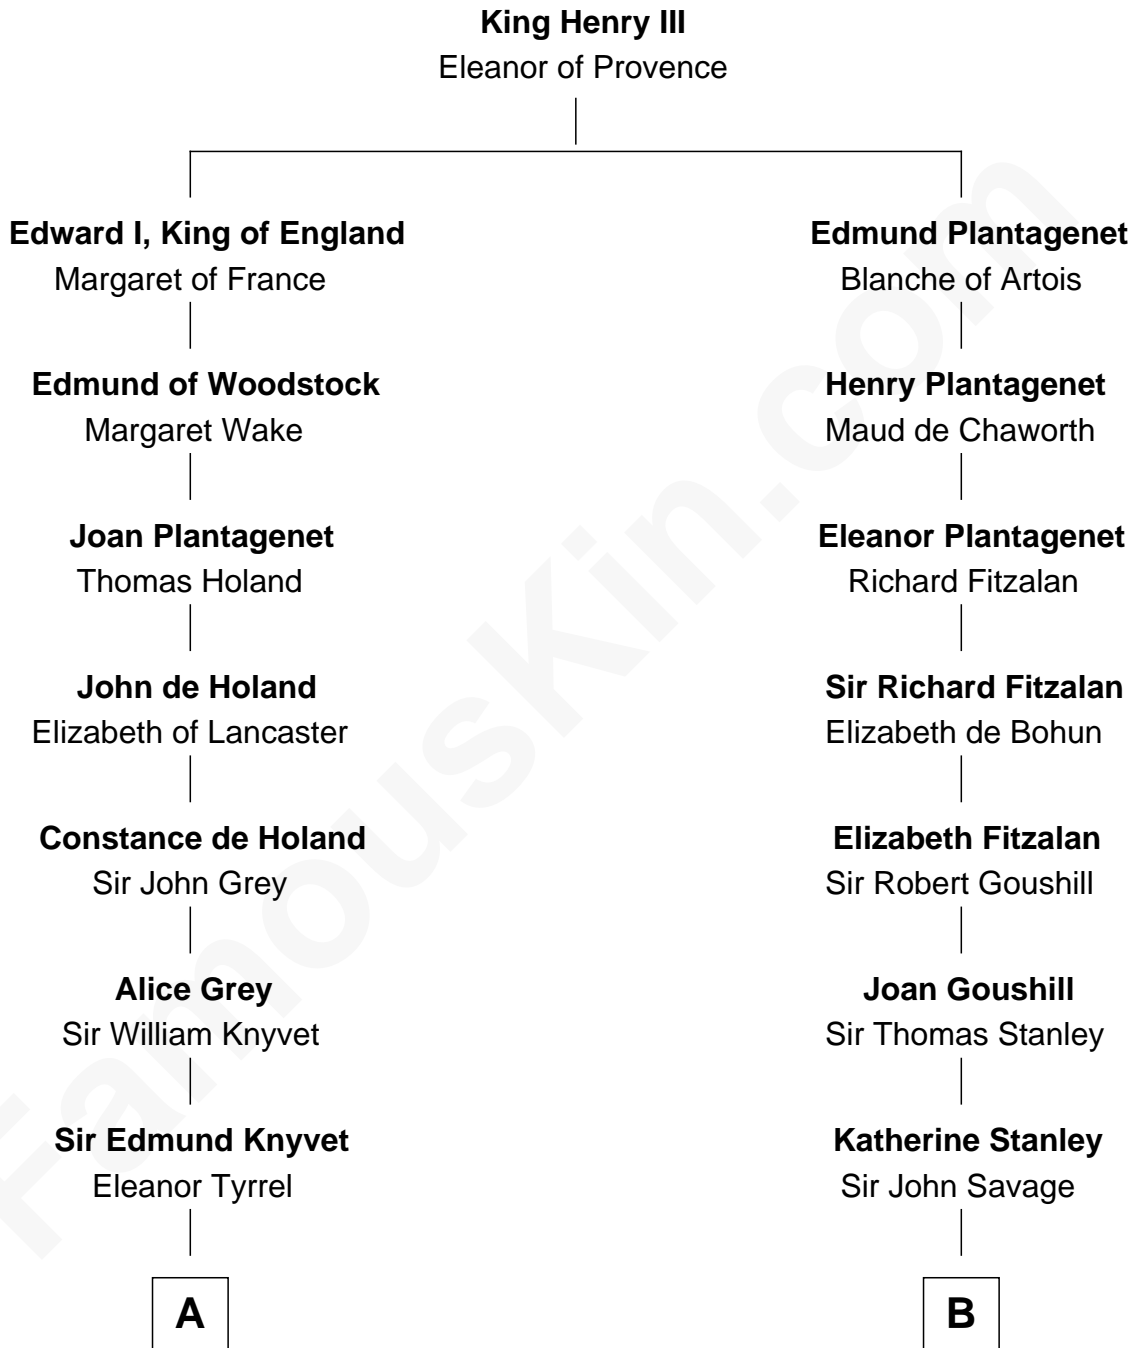 King Henry III
Eleanor of Provence
Edward I, King of England
Margaret of France
Edmund Plantagenet
Blanche of Artois
Edmund of Woodstock
Margaret Wake
Henry Plantagenet
Maud de Chaworth
Joan Plantagenet
Thomas Holand
Eleanor Plantagenet
Richard Fitzalan
John de Holand
Elizabeth of Lancaster
Sir Richard Fitzalan
Elizabeth de Bohun
Constance de Holand
Sir John Grey
Elizabeth Fitzalan
Sir Robert Goushill
Alice Grey
Sir William Knyvet
Joan Goushill
Sir Thomas Stanley
Sir Edmund Knyvet
Eleanor Tyrrel
Katherine Stanley
Sir John Savage
A
B
FamousKin.com